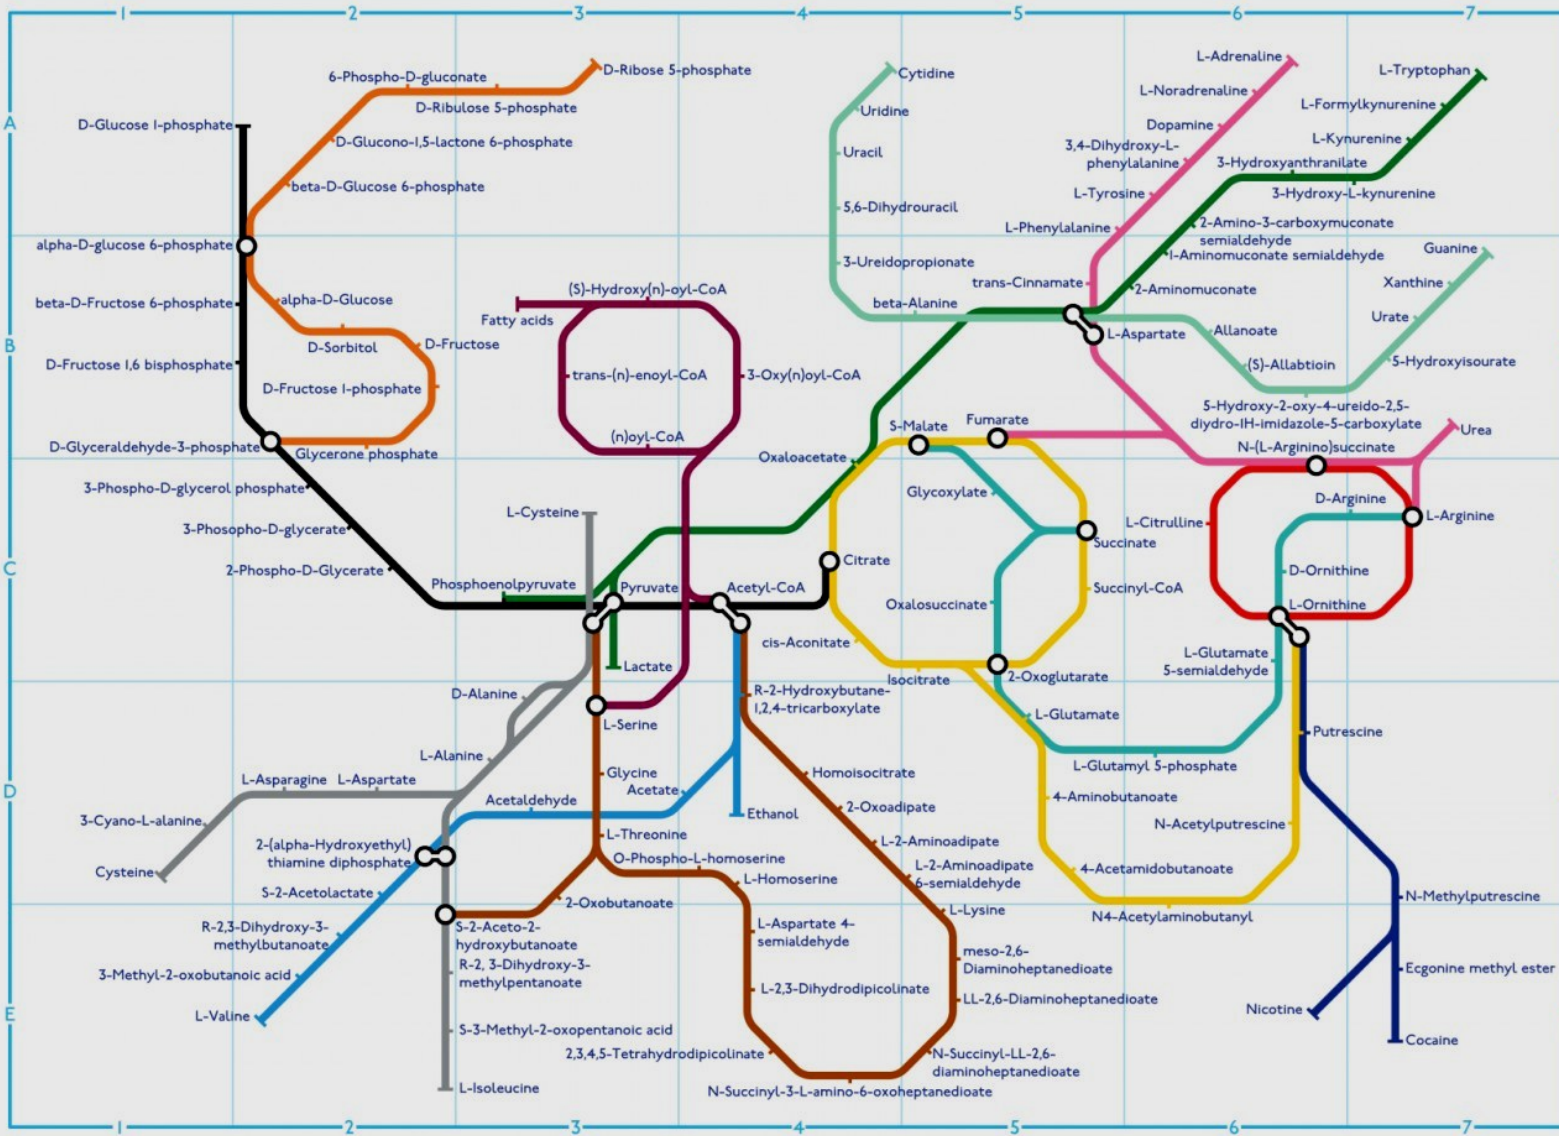 1
2
3
4
5
6
7
A
B
C
D
E
D-Glucose 1-phosphate
6-Phospho-D-gluconate
D-Ribose 5-phosphate
D-Ribulose 5-phosphate
D-Glucono-1,5-lactone 6-phosphate
beta-D-Glucose 6-phosphate
alpha-D-glucose 6-phosphate
beta-D-Fructose 6-phosphate
alpha-D-Glucose
D-Sorbitol
D-Fructose
D-Fructose 1,6 bisphosphate
D-Fructose 1-phosphate
D-Glyceraldehyde-3-phosphate
Glycerone phosphate
3-Phospho-D-glycerol phosphate
3-Phosopho-D-glycerate
2-Phospho-D-Glycerate
(S)-Hydroxy(n)-oyl-CoA
Fatty acids
trans-(n)-enoyl-CoA
3-Oxy(n)oyl-CoA
(n)oyl-CoA
Cytidine
Uridine
Uracil
5,6-Dihydrouracil
3-Ureidopropionate
beta-Alanine
L-Adrenaline
L-Noradrenaline
Dopamine
3,4-Dihydroxy-L-
phenylalanine
L-Tyrosine
L-Phenylalanine
trans-Cinnamate
L-Tryptophan
L-Formylkynurenine
L-Kynurenine
3-Hydroxyanthranilate
3-Hydroxy-L-kynurenine
2-Amino-3-carboxymuconate
semialdehyde
1-Aminomuconate semialdehyde
2-Aminomuconate
Guanine
Xanthine
Urate
5-Hydroxyisourate
L-Aspartate
Allanoate
(S)-Allabtioin
5-Hydroxy-2-oxy-4-ureido-2,5-
diydro-1H-imidazole-5-carboxylate
N-(L-Arginino)succinate
Urea
S-Malate
Fumarate
Oxaloacetate
Glycoxylate
Succinate
Citrate
Succinyl-CoA
Oxalosuccinate
cis-Aconitate
Isocitrate
2-Oxoglutarate
L-Glutamate
L-Glutamyl 5-phosphate
L-Citrulline
D-Arginine
L-Arginine
D-Ornithine
L-Ornithine
L-Glutamate
5-semialdehyde
Putrescine
4-Aminobutanoate
N-Acetylputrescine
4-Acetamidobutanoate
N4-Acetylaminobutanyl
N-Methylputrescine
Ecgonine methyl ester
Nicotine
Cocaine
L-Cysteine
Phosphoenolpyruvate
Pyruvate
Acetyl-CoA
Lactate
D-Alanine
L-Serine
L-Alanine
R-2-Hydroxybutane-
1,2,4-tricarboxylate
L-Asparagine
L-Aspartate
Glycine
Acetate
Homoisocitrate
3-Cyano-L-alanine
Acetaldehyde
Ethanol
2-Oxoadipate
Cysteine
2-(alpha-Hydroxyethyl)
thiamine diphosphate
L-Threonine
L-2-Aminoadipate
O-Phospho-L-homoserine
L-Homoserine
L-2-Aminoadipate
6-semialdehyde
S-2-Acetolactate
2-Oxobutanoate
L-Lysine
R-2,3-Dihydroxy-3-
methylbutanoate
S-2-Aceto-2-
hydroxybutanoate
L-Aspartate 4-
semialdehyde
meso-2,6-
Diaminoheptanedioate
3-Methyl-2-oxobutanoic acid
R-2, 3-Dihydroxy-3-
methylpentanoate
L-2,3-Dihydrodipicolinate
LL-2,6-Diaminoheptanedioate
L-Valine
S-3-Methyl-2-oxopentanoic acid
2,3,4,5-Tetrahydrodipicolinate
N-Succinyl-LL-2,6-
diaminoheptanedioate
L-Isoleucine
N-Succinyl-3-L-amino-6-oxoheptanedioate
A
B
C
D
E
1
2
3
4
5
6
7